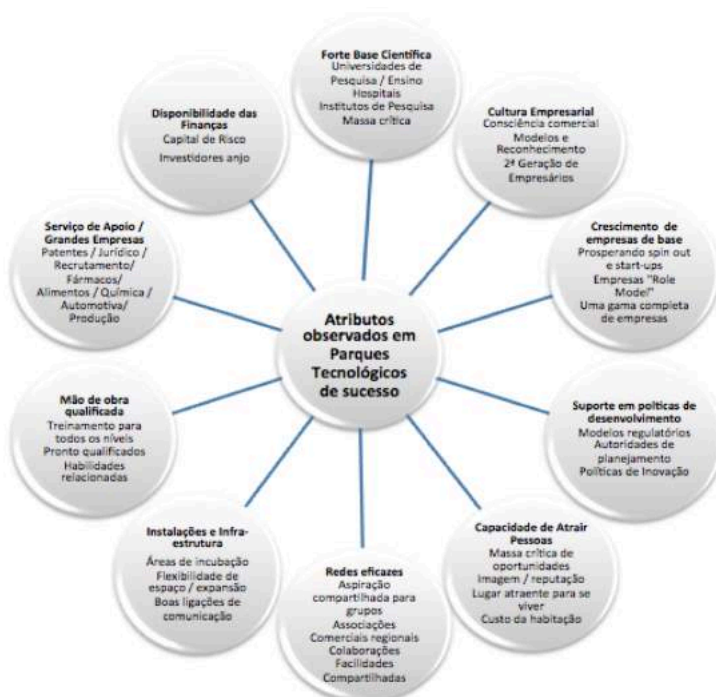 Forte Base Científica
Universidades de
Pesquisa / Ensino
Hospitais
Institutos de Pesquisa
Massa crítica
Cultura Empresarial
Consciência comercial
Modelos e
Reconhecimento
2ª Geração de
Empresários
Crescimento de
empresas de base
Prosperando spin out
e start-ups
Empresas "Role
Model"
Uma gama completa
de empresas
Suporte em políticas de
desenvolvimento
Modelos regulatórios
Autoridades de
planejamento
Políticas de Inovação
Capacidade de Atrair
Pessoas
Massa crítica de
oportunidades
Imagem / reputação
Lugar atraente para se
viver
Custo da habitação
Redes eficazes
Aspiração
compartilhada para
grupos
Associações
Comerciais regionais
Colaborações
Facilidades
Compartilhadas
Instalações e Infra-
estrutura
Áreas de incubação
Flexibilidade de
espaço / expansão
Boas ligações de
comunicação
Mão de obra
qualificada
Treinamento para
todos os níveis
Pronto qualificados
Habilidades
relacionadas
Serviço de Apoio /
Grandes Empresas
Patentes / Jurídico /
Recrutamento/
Fármacos/
Alimentos / Química /
Automotiva/
Produção
Disponibilidade das
Finanças
Capital de Risco
Investidores anjo
Atributos
observados em
Parques
Tecnológicos
de sucesso